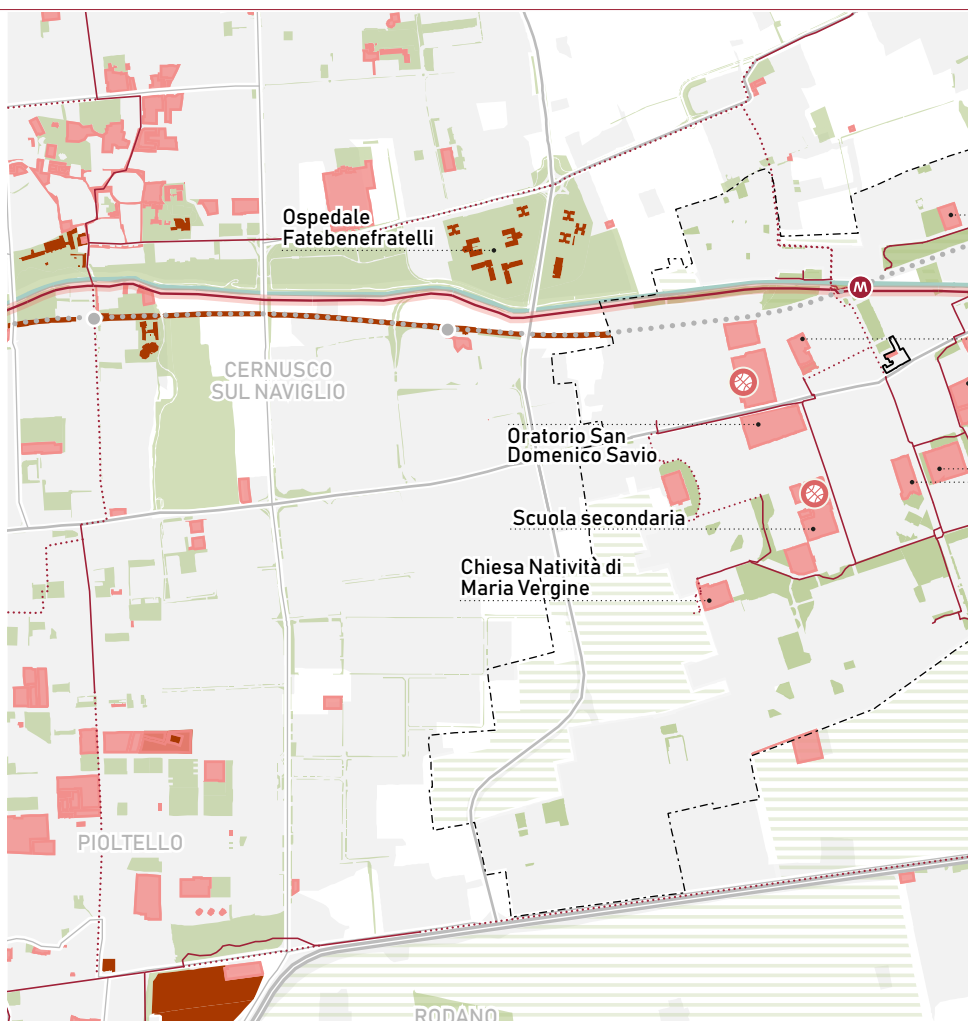 Ospedale
Fatebenefratelli
M
CERNUSCO
SUL NAVIGLIO
Oratorio San
Domenico Savio
Scuola secondaria
Chiesa Natività di
Maria Vergine
PIOLTELLO
RODANO